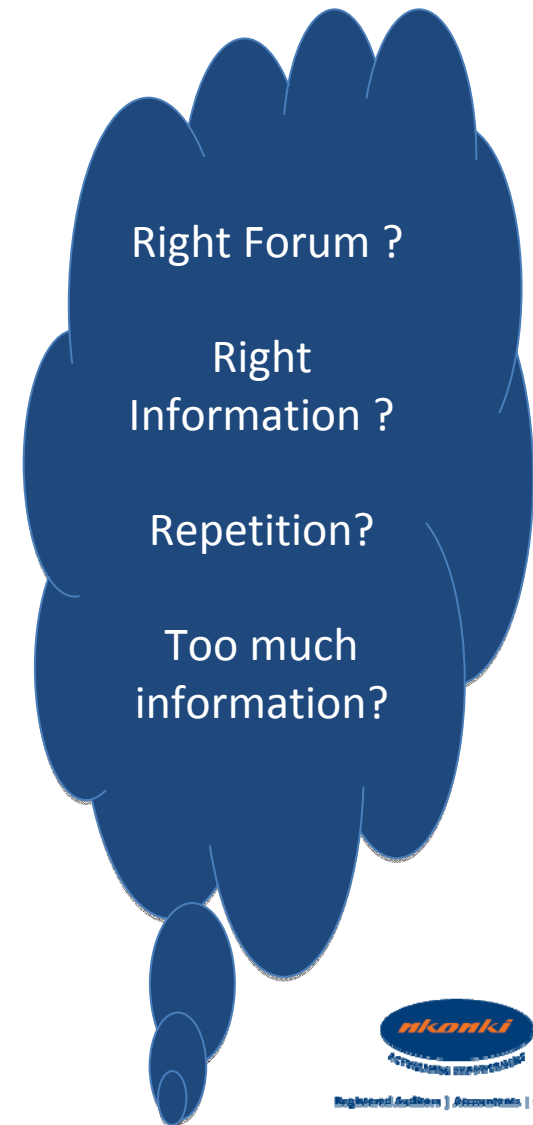 Right Forum ?
Right
Information ?
Repetition?
Too much
information?
nkonki
Registered Auditors | Accountants |